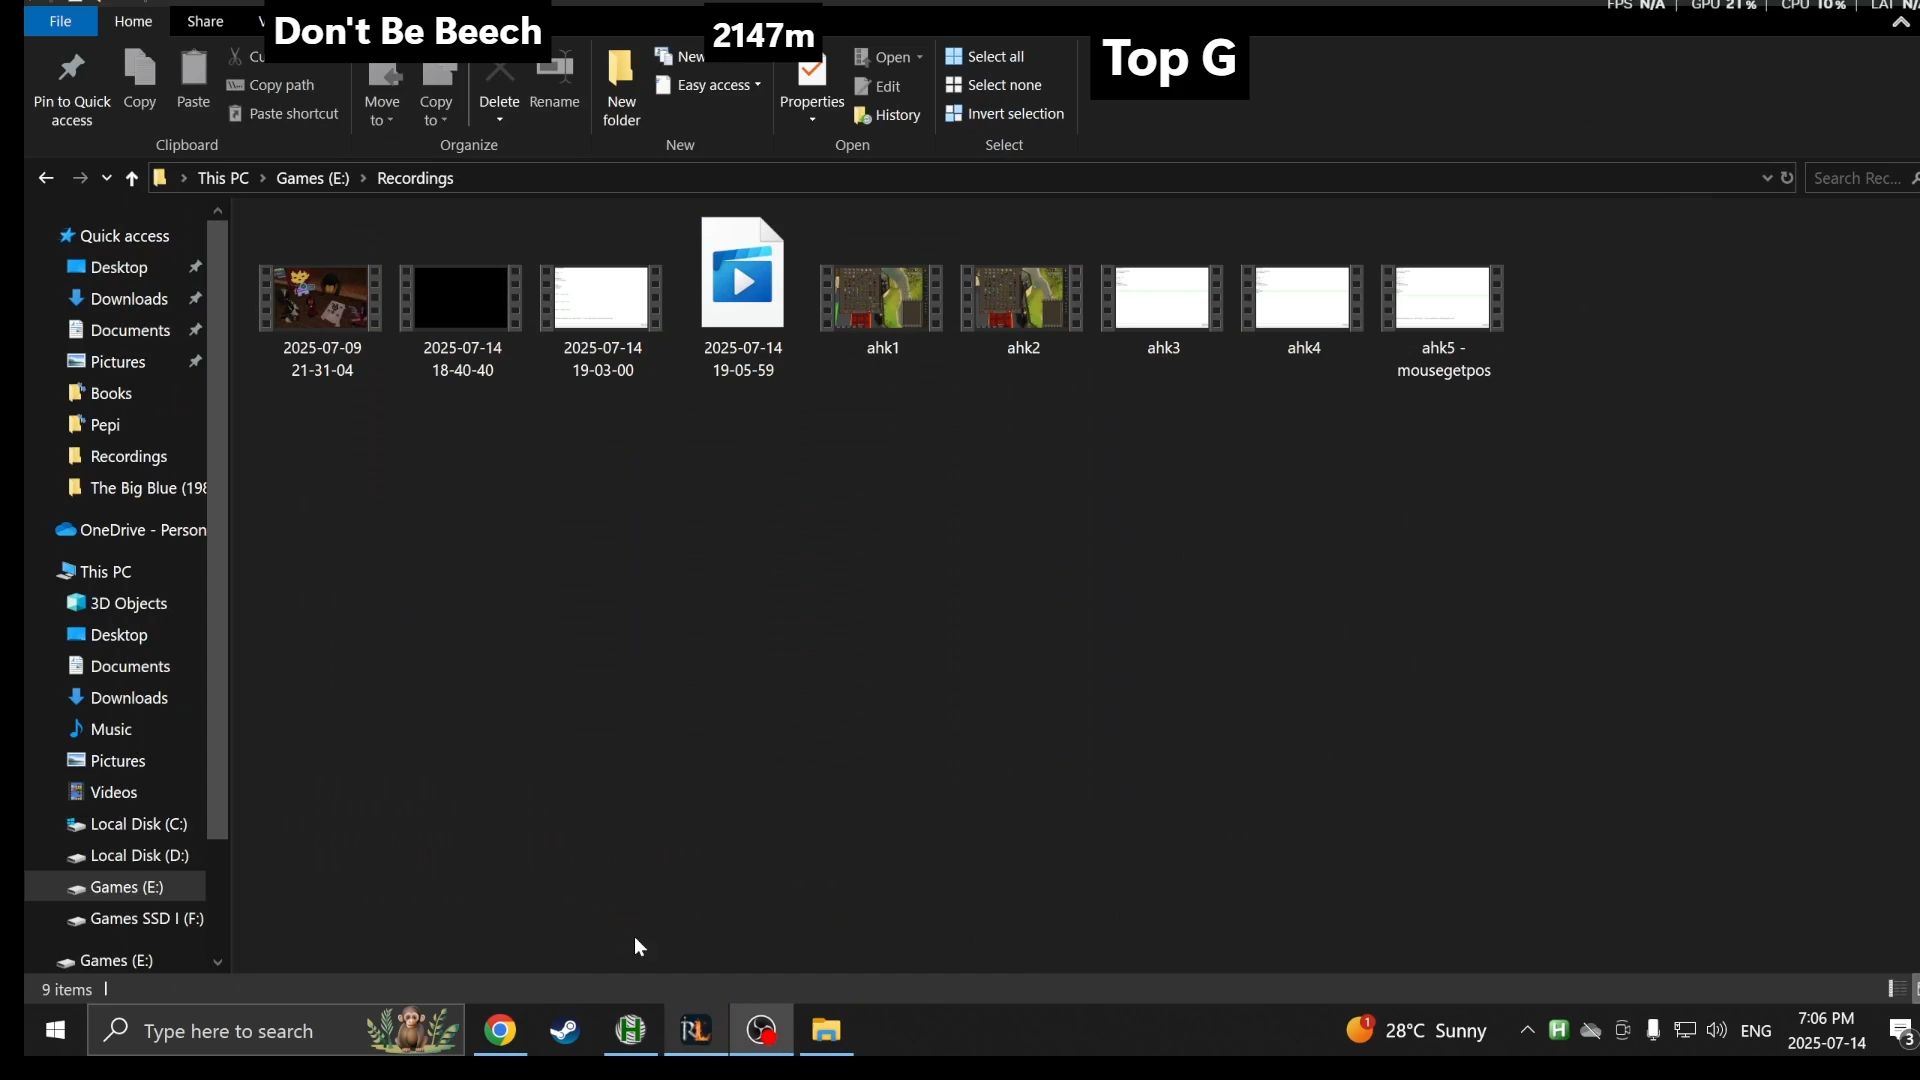 FPS N/A | GPU 21% | CPU 10% | LAT N/
File Home Share V
Don't Be Beech
2147m
Top G
Pin to Quick access
Copy
Paste
Cu
Copy path
Paste shortcut
Clipboard
Move to
Copy to
Delete
Rename
Organize
New folder
New
Easy access
New
Properties
Open
Edit
History
Open
Select all
Select none
Invert selection
Select
This PC > Games (E:) > Recordings
Search Rec...
Quick access
Desktop
Downloads
Documents
Pictures
Books
Pepi
Recordings
The Big Blue (198
OneDrive - Person
This PC
3D Objects
Desktop
Documents
Downloads
Music
Pictures
Videos
Local Disk (C:)
Local Disk (D:)
Games (E:)
Games SSD I (F:)
Games (E:)
2025-07-09
21-31-04
2025-07-14
18-40-40
2025-07-14
19-03-00
2025-07-14
19-05-59
ahk1
ahk2
ahk3
ahk4
ahk5 -
mousegetpos
9 items
Type here to search
28°C Sunny
ENG
7:06 PM
2025-07-14
3